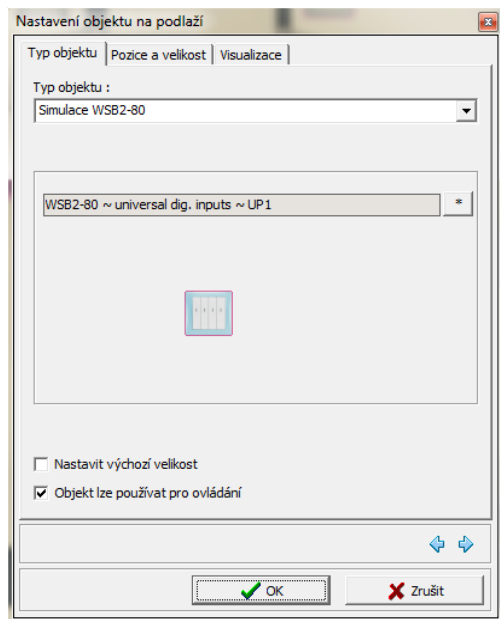 Nastavení objektu na podlaží
Typ objektu
Pozice a velikost
Visualizace
Typ objektu :
Simulace WSB2-80
WSB2-80 ~ universal dig. inputs ~ UP1
*
Nastavit výchozí velikost
Objekt lze používat pro ovládání
OK
Zrušit